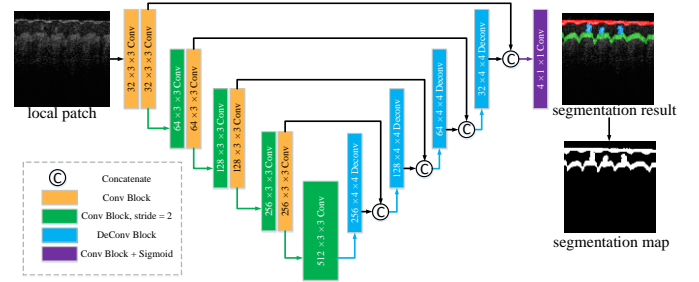 local patch
32 × 3 × 3 Conv
32 × 3 × 3 Conv
64 × 3 × 3 Conv
64 × 3 × 3 Conv
128 × 3 × 3 Conv
128 × 3 × 3 Conv
256 × 3 × 3 Conv
256 × 3 × 3 Conv
512 × 3 × 3 Conv
256 × 4 × 4 Deconv
C
128 × 4 × 4 Deconv
C
64 × 4 × 4 Deconv
C
32 × 4 × 4 Deconv
C
4 × 1 × 1 Conv
segmentation result
segmentation map
C Concatenate
Conv Block
Conv Block, stride = 2
DeConv Block
Conv Block + Sigmoid